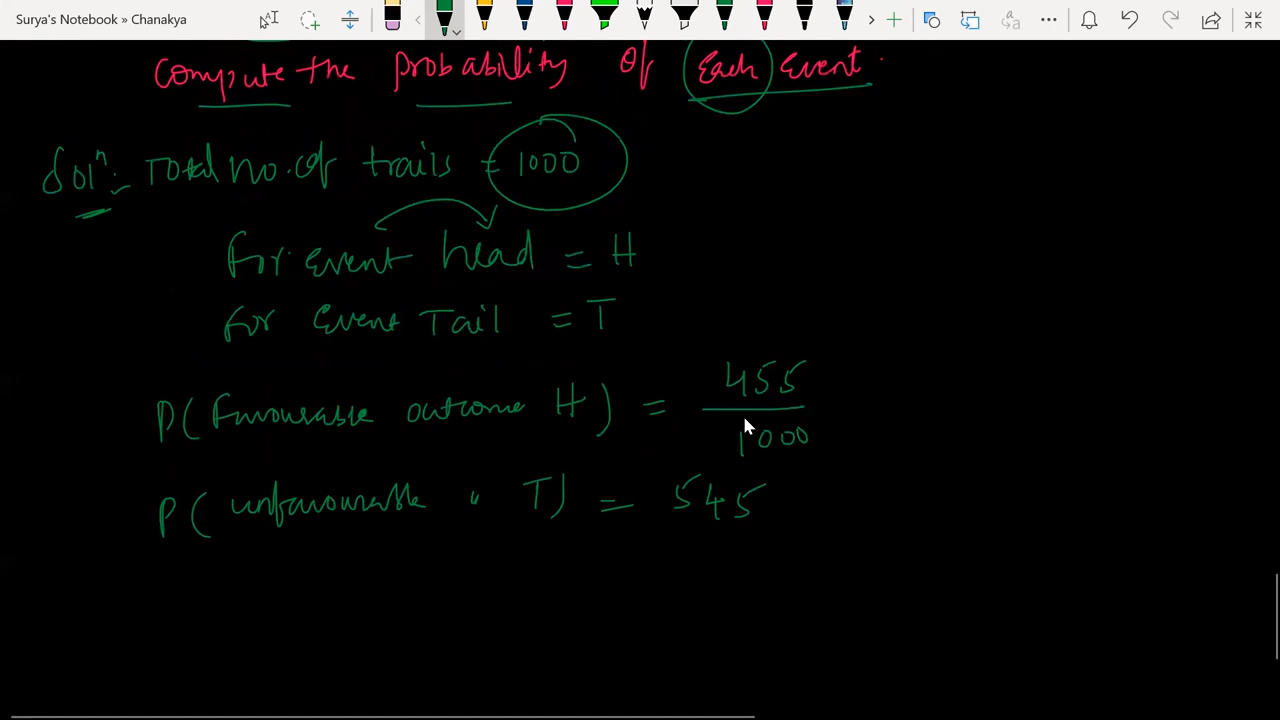 Surya's Notebook » Chanakya
Compute the probability of Each Event.
Solⁿ:- Total no. of trails = 1000
for event head = H
for event Tail = T
P(favourable outcome H) = 455/1000
P(unfavourable " T) = 545